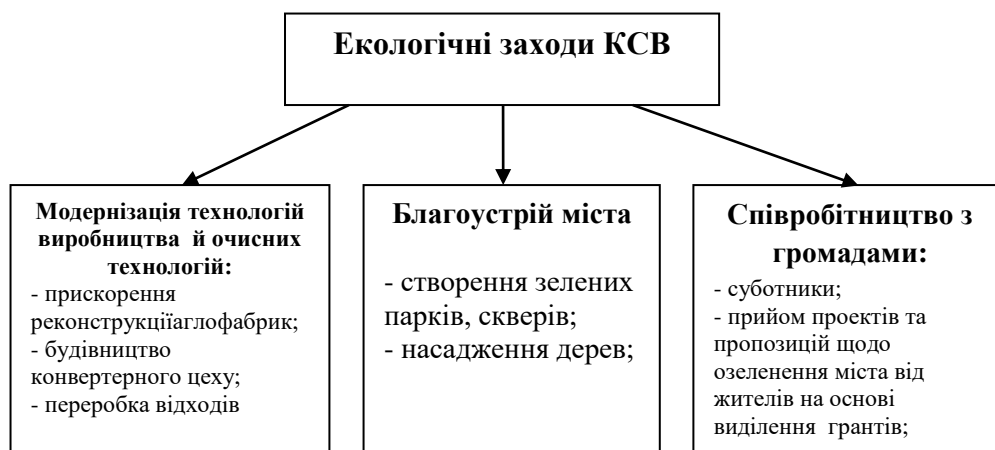 Екологічні заходи КСВ
Модернізація технологій
виробництва й очисних
технологій:
- прискорення
реконструкціїаглофабрик;
- будівництво
конвертерного цеху;
- переробка відходів
Благоустрій міста
- створення зелених
парків, скверів;
- насадження дерев;
Співробітництво з
громадами:
- суботники;
- прийом проектів та
пропозицій щодо
озеленення міста від
жителів на основі
виділення грантів;